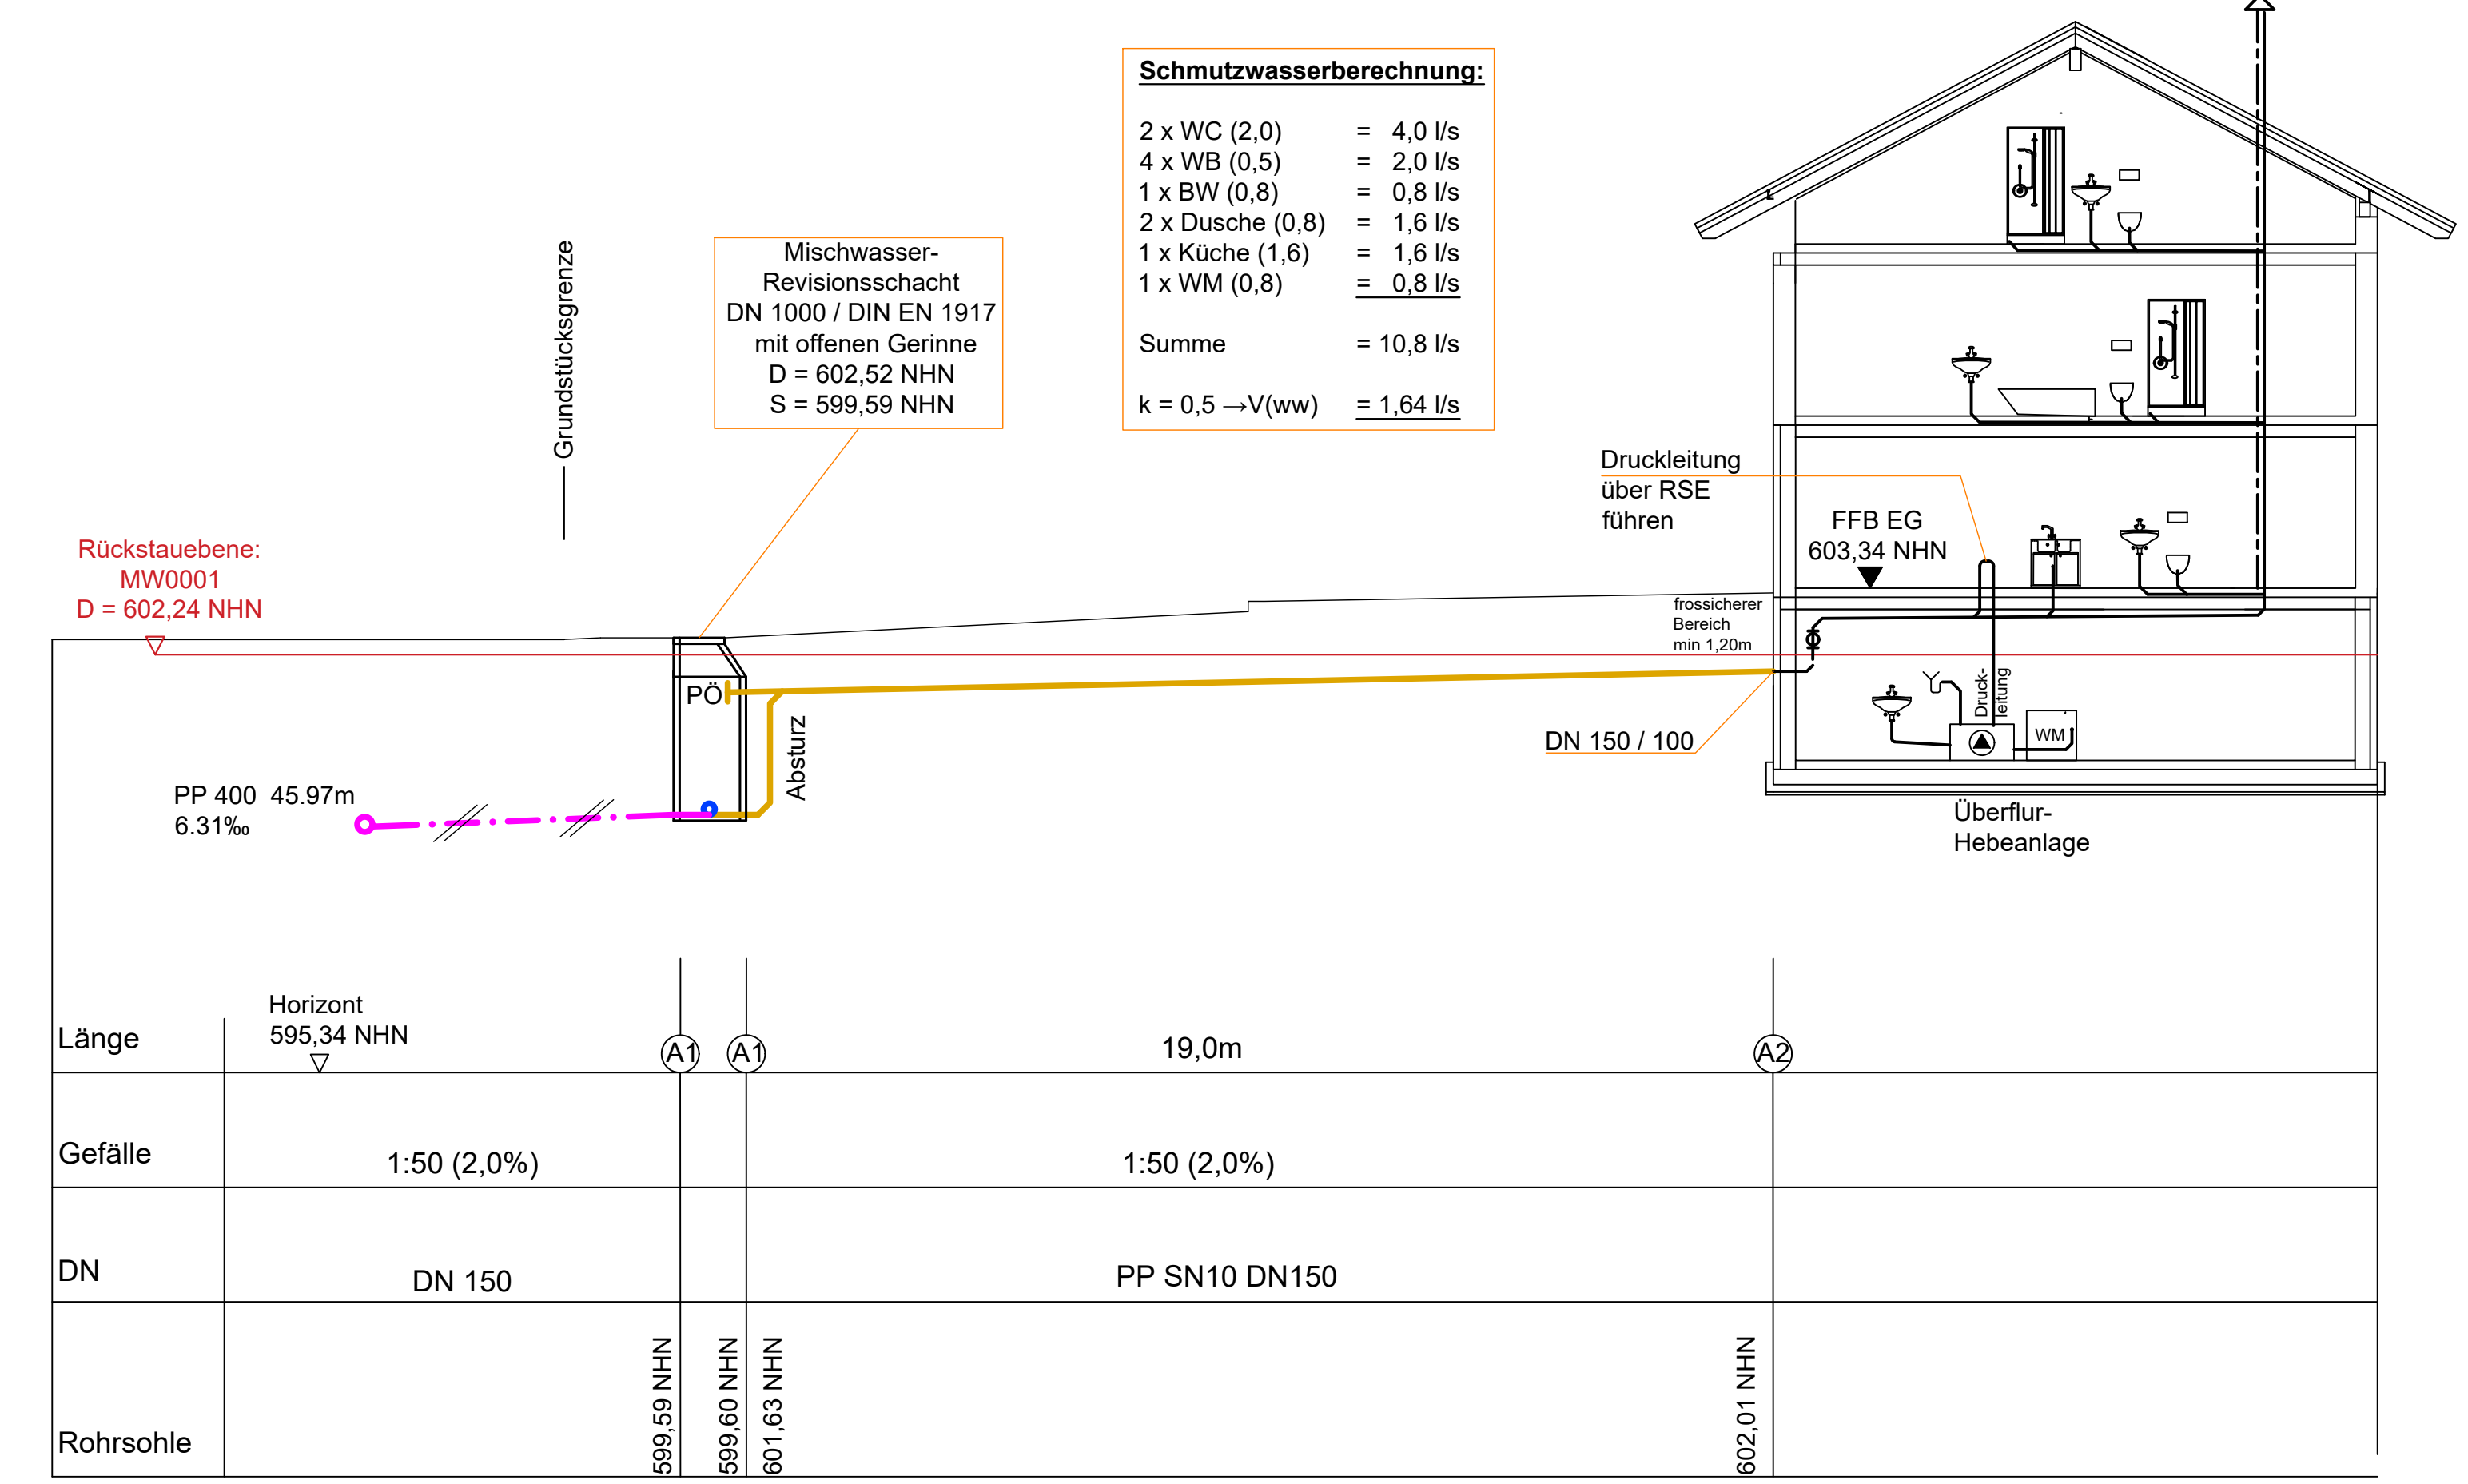 Schmutzwasserberechnung:
2 x WC (2,0) = 4,0 l/s
4 x WB (0,5) = 2,0 l/s
1 x BW (0,8) = 0,8 l/s
2 x Dusche (0,8) = 1,6 l/s
1 x Küche (1,6) = 1,6 l/s
1 x WM (0,8) = 0,8 l/s
Summe = 10,8 l/s
k = 0,5 →V(ww) = 1,64 l/s
Mischwasser-
Revisionsschacht
DN 1000 / DIN EN 1917
mit offenen Gerinne
D = 602,52 NHN
S = 599,59 NHN
Grundstücksgrenze
Rückstauebene:
MW0001
D = 602,24 NHN
Druckleitung
über RSE
führen
FFB EG
603,34 NHN
frossicherer
Bereich
min 1,20m
PÖ
Absturz
Druck-
leitung
WM
DN 150 / 100
PP 400 45.97m
6.31‰
Überflur-
Hebeanlage
Horizont
595,34 NHN
Länge
A1
A1
19,0m
A2
Gefälle
1:50 (2,0%)
1:50 (2,0%)
DN
DN 150
PP SN10 DN150
Rohrsohle
599,59 NHN
599,60 NHN
601,63 NHN
602,01 NHN